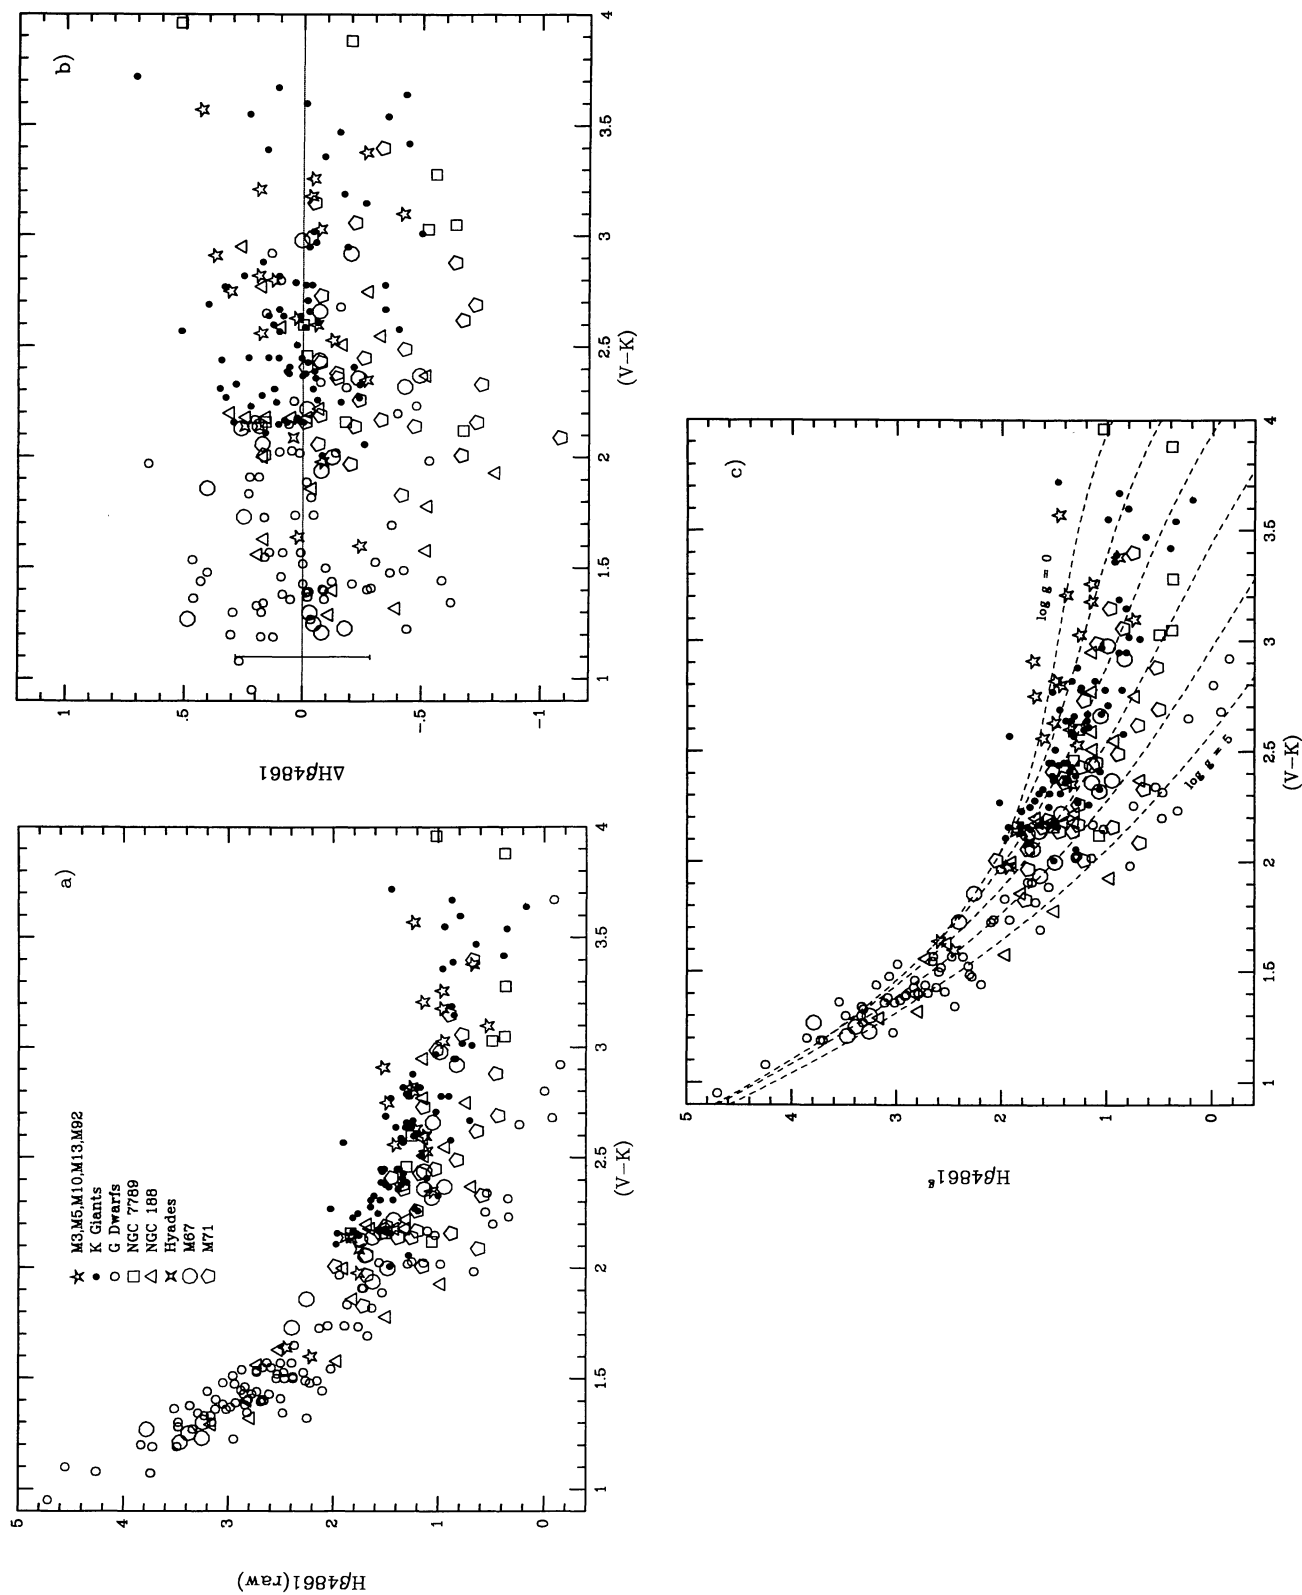 a)
M3,M5,M10,M13,M92
K Giants
G Dwarfs
NGC 7789
NGC 188
Hyades
M67
M71
5
4
3
2
1
0
Hβ4861(raw)
1
1.5
2
2.5
3
3.5
4
(V−K)
b)
1
.5
0
-.5
-1
ΔHβ4861
1
1.5
2
2.5
3
3.5
4
(V−K)
c)
log g = 0
log g = 5
5
4
3
2
1
0
Hβ4861g
1
1.5
2
2.5
3
3.5
4
(V−K)